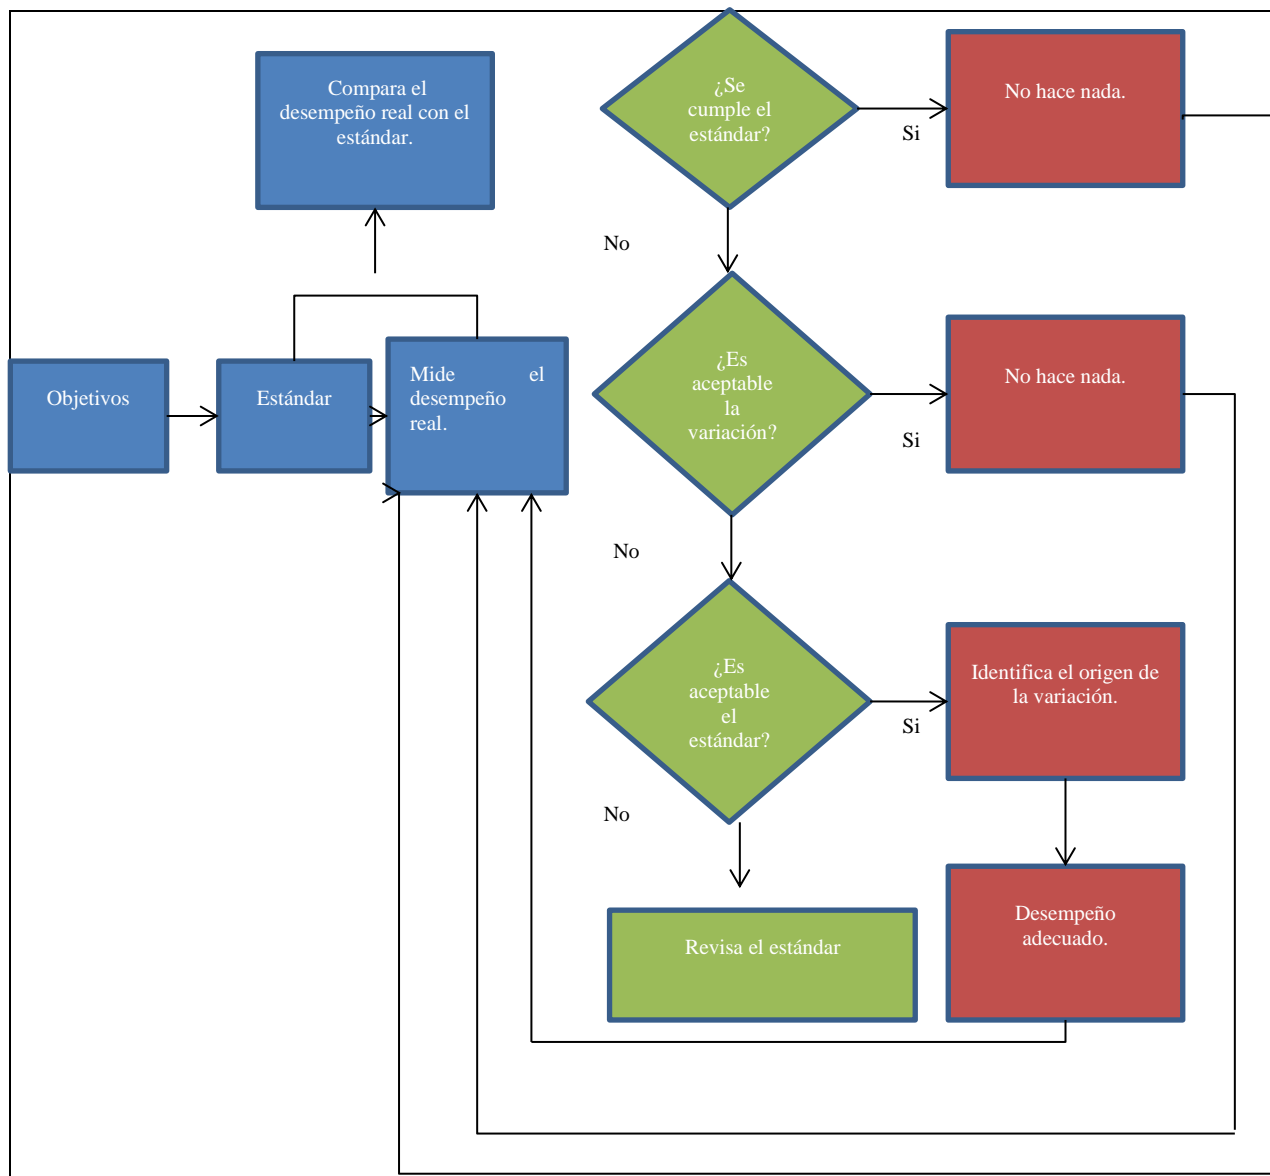 Compara el
desempeño real con el
estándar.
¿Se
cumple el
estándar?
Si
No hace nada.
No
Objetivos
Estándar
Mide el
desempeño
real.
¿Es
aceptable
la
variación?
Si
No hace nada.
No
¿Es
aceptable
el
estándar?
Si
Identifica el origen de
la variación.
No
Revisa el estándar
Desempeño
adecuado.